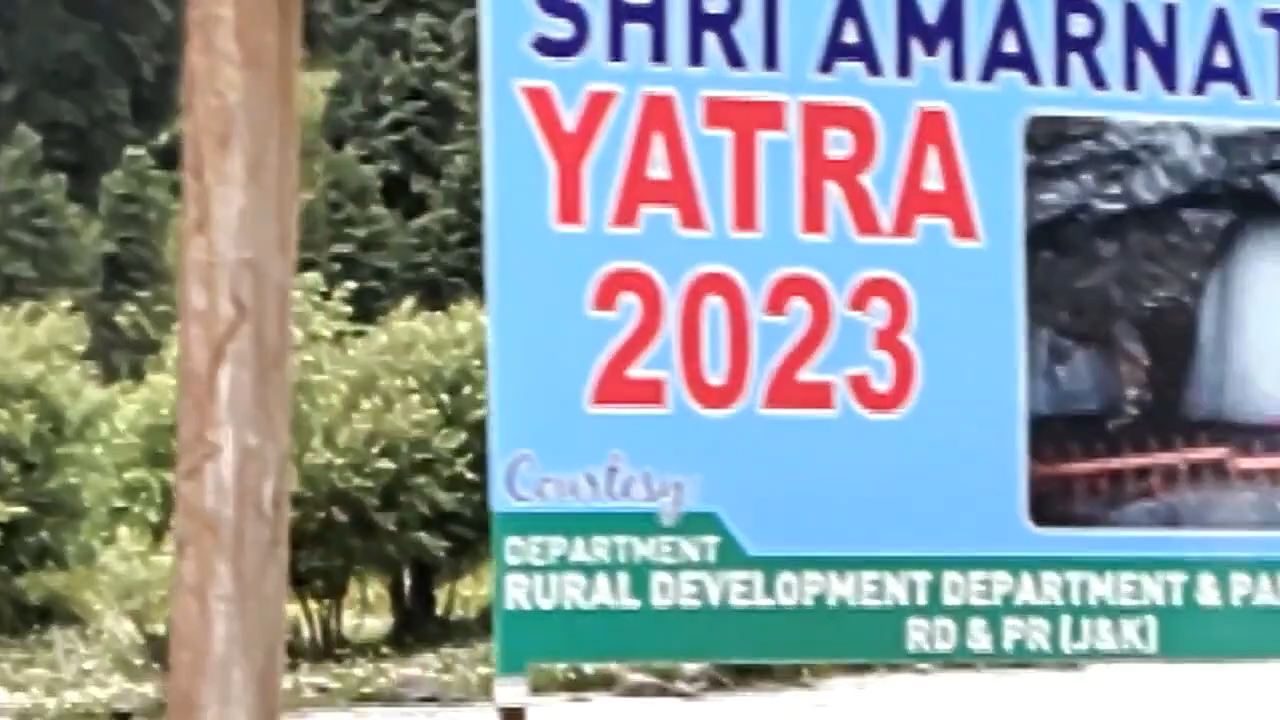 SHRI AMARNAT
YATRA
2023
Courtesy
DEPARTMENT
RURAL DEVELOPMENT DEPARTMENT & PA
RD & PR (J&K)